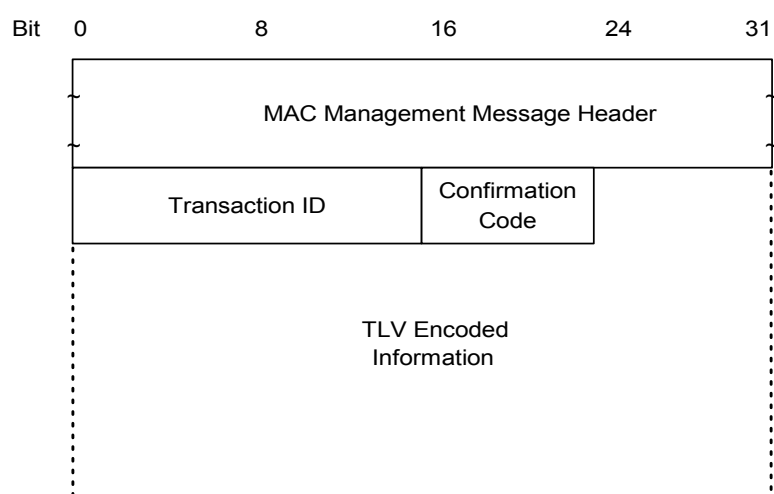 Bit 0 8 16 24 31
MAC Management Message Header
Transaction ID
Confirmation
Code
TLV Encoded
Information